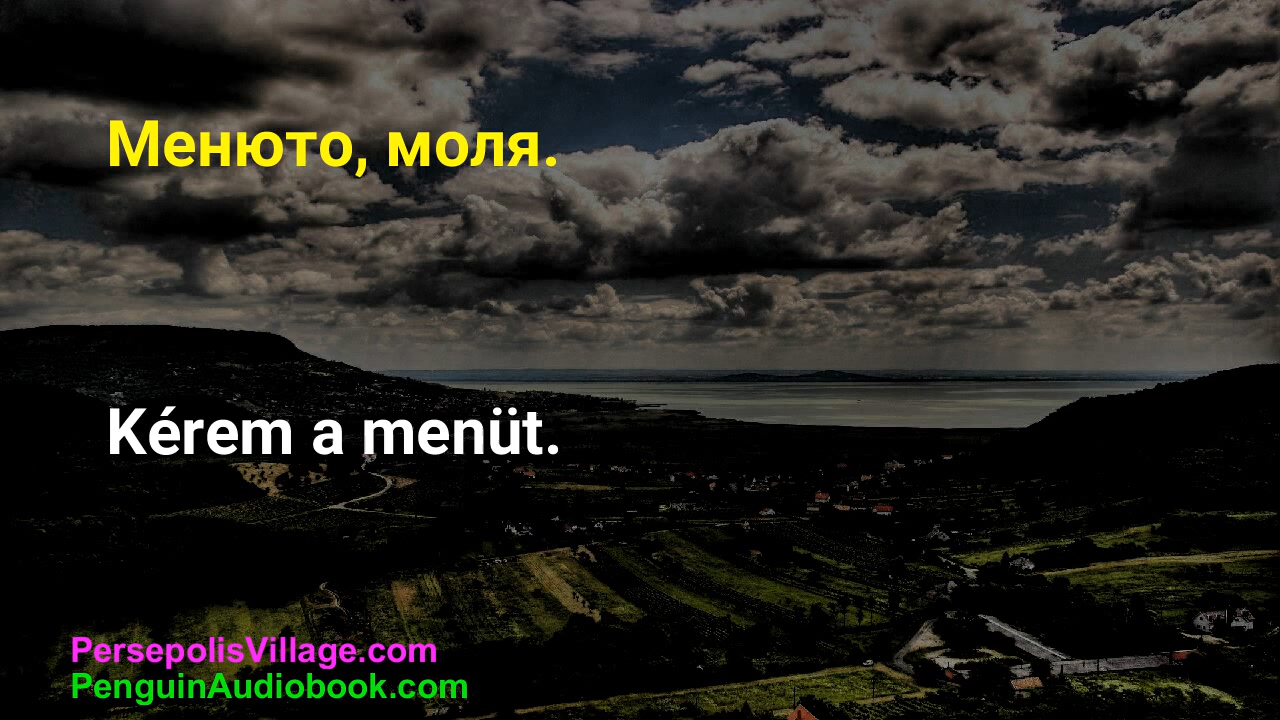 Менюто, моля.
Kérem a menüt.
PersepolisVillage.com
PenguinAudiobook.com